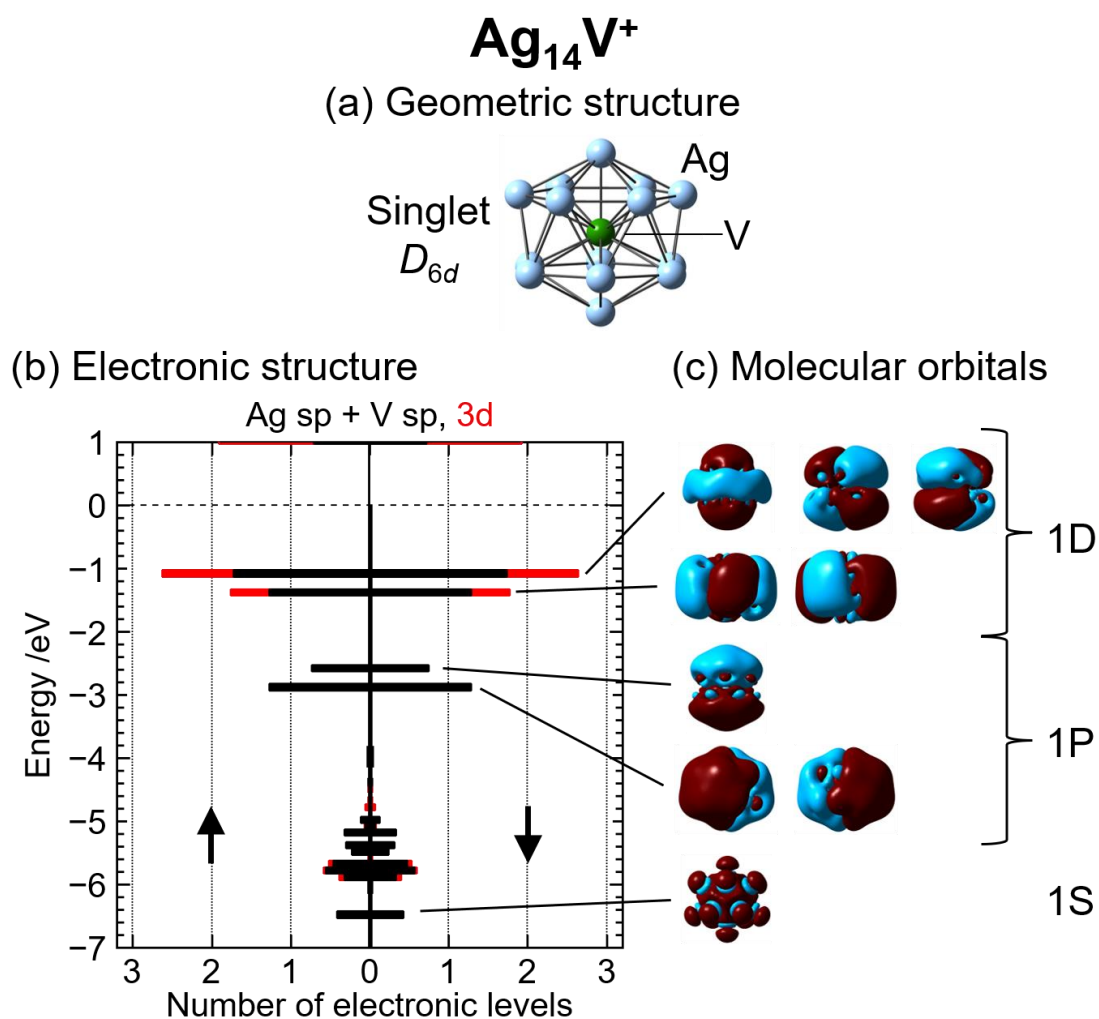 Ag14V+
(a) Geometric structure
Ag
Singlet
D6d
V
(b) Electronic structure
(c) Molecular orbitals
Ag sp + V sp, 3d
1
0
−1
−2
−3
−4
−5
−6
−7
Energy /eV
3 2 1 0 1 2 3
Number of electronic levels
1D
1P
1S